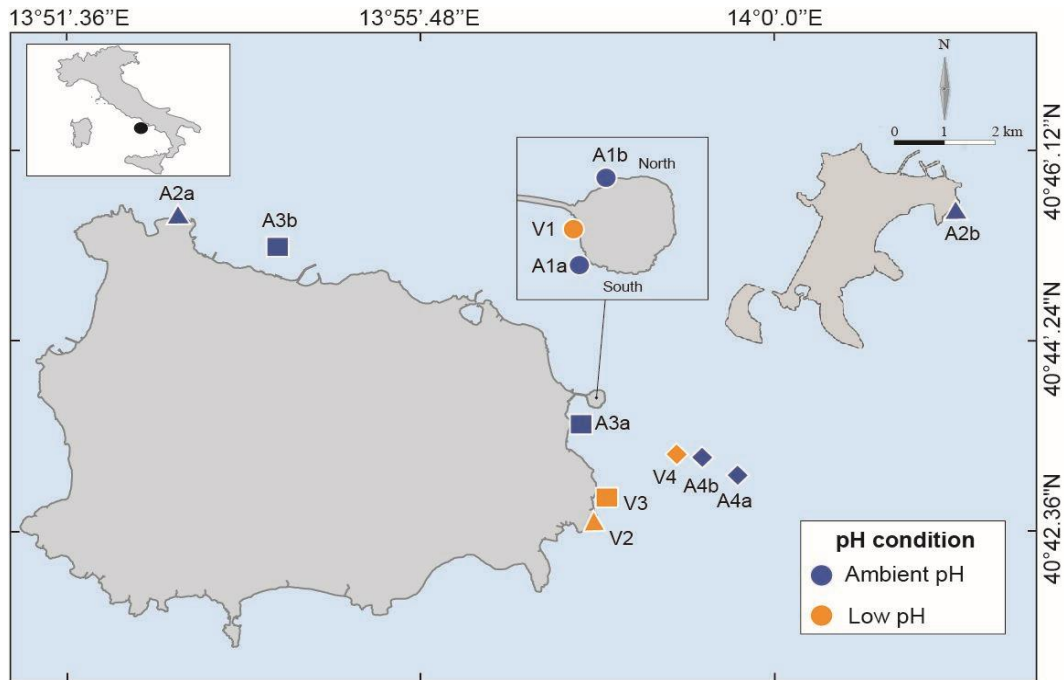 13°51’.36”E
13°55’.48”E
14°0’.0”E
N
0 1 2 km
40°46’.12”N
A2a
A3b
A1b
North
V1
A1a
South
A2b
40°44’.24”N
A3a
V4
A4b
A4a
V3
V2
40°42’.36”N
pH condition
Ambient pH
Low pH